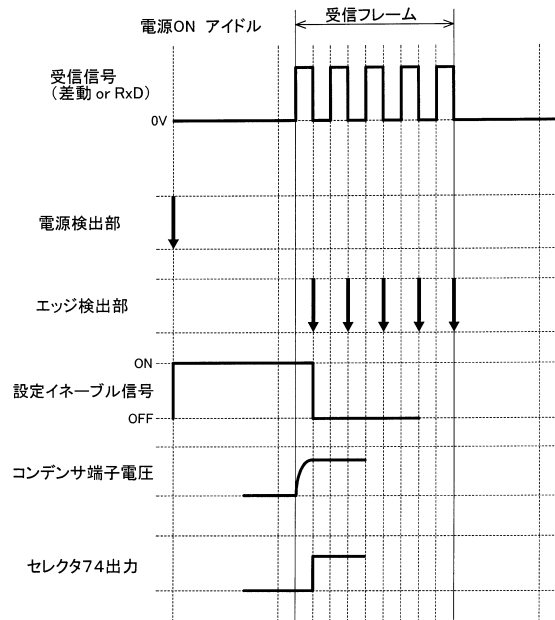 受信フレーム
電源ON アイドル
受信信号
(差動 or RxD)
0V
電源検出部
エッジ検出部
ON
設定イネーブル信号
OFF
コンデンサ端子電圧
セレクタ74出力